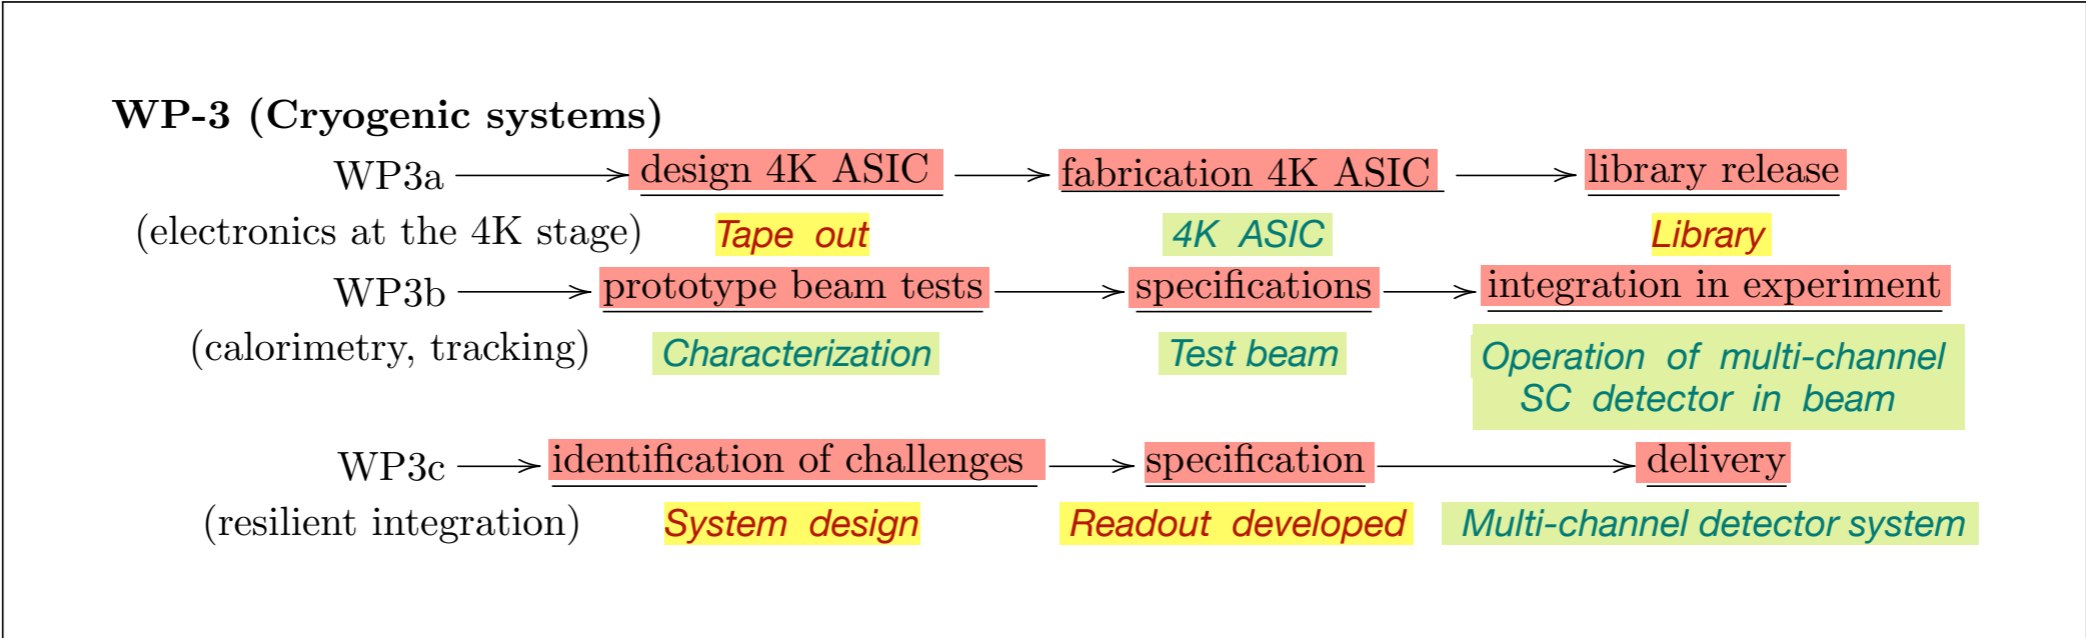 WP-3 (Cryogenic systems)
WP3a design 4K ASIC fabrication 4K ASIC library release
(electronics at the 4K stage) Tape out 4K ASIC Library
WP3b prototype beam tests specifications integration in experiment
(calorimetry, tracking) Characterization Test beam Operation of multi-channel
SC detector in beam
WP3c identification of challenges specification delivery
(resilient integration) System design Readout developed Multi-channel detector system